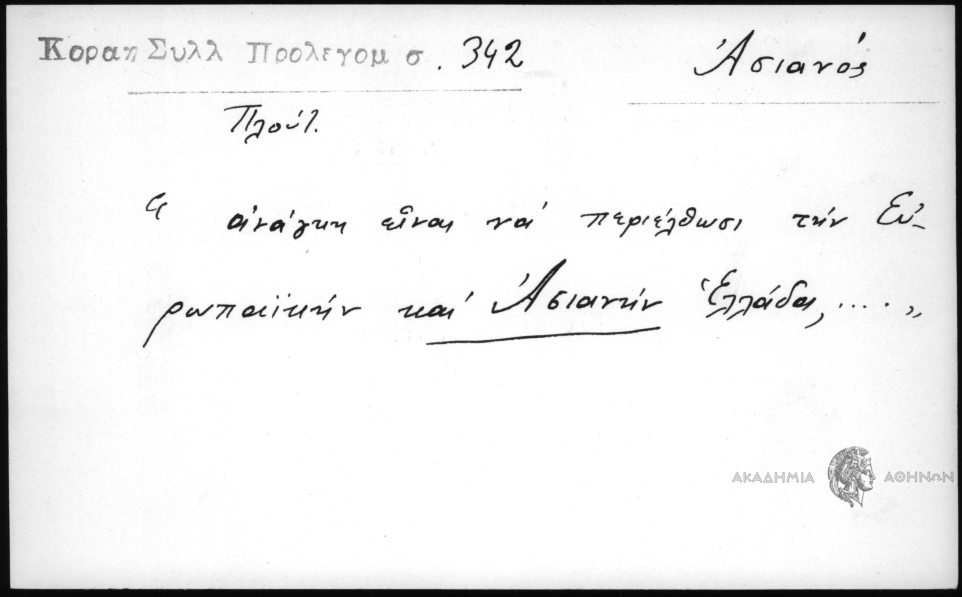 Κοραη Συλλ Προλεγομ σ. 342
Ἀσιανός
Πλούτ.
“ ἀνάγκη εἶναι νά περιέλθωσι τήν Εὐ-
ρωπαϊκήν καί Ἀσιανήν Ἑλλάδα, .... „
ΑΚΑΔΗΜΙΑ ΑΘΗΝΩΝ